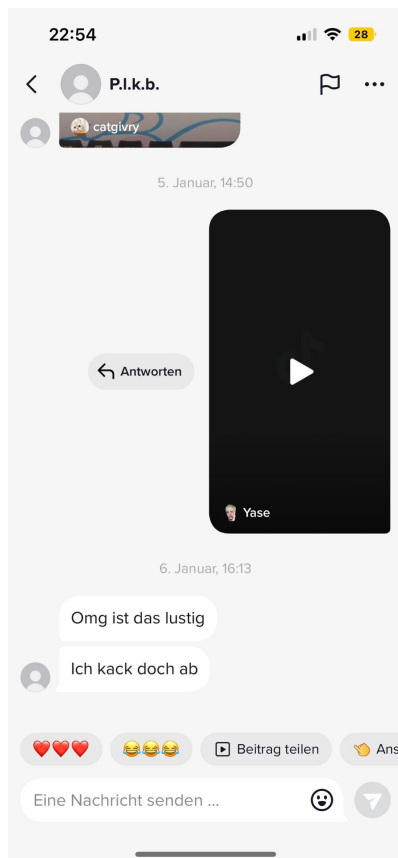 22:54
28
P.l.k.b.
catgivry
5. Januar, 14:50
Antworten
Yase
6. Januar, 16:13
Omg ist das lustig
Ich kack doch ab
❤️❤️❤️
😂😂😂
Beitrag teilen
👈 Ans
Eine Nachricht senden ...